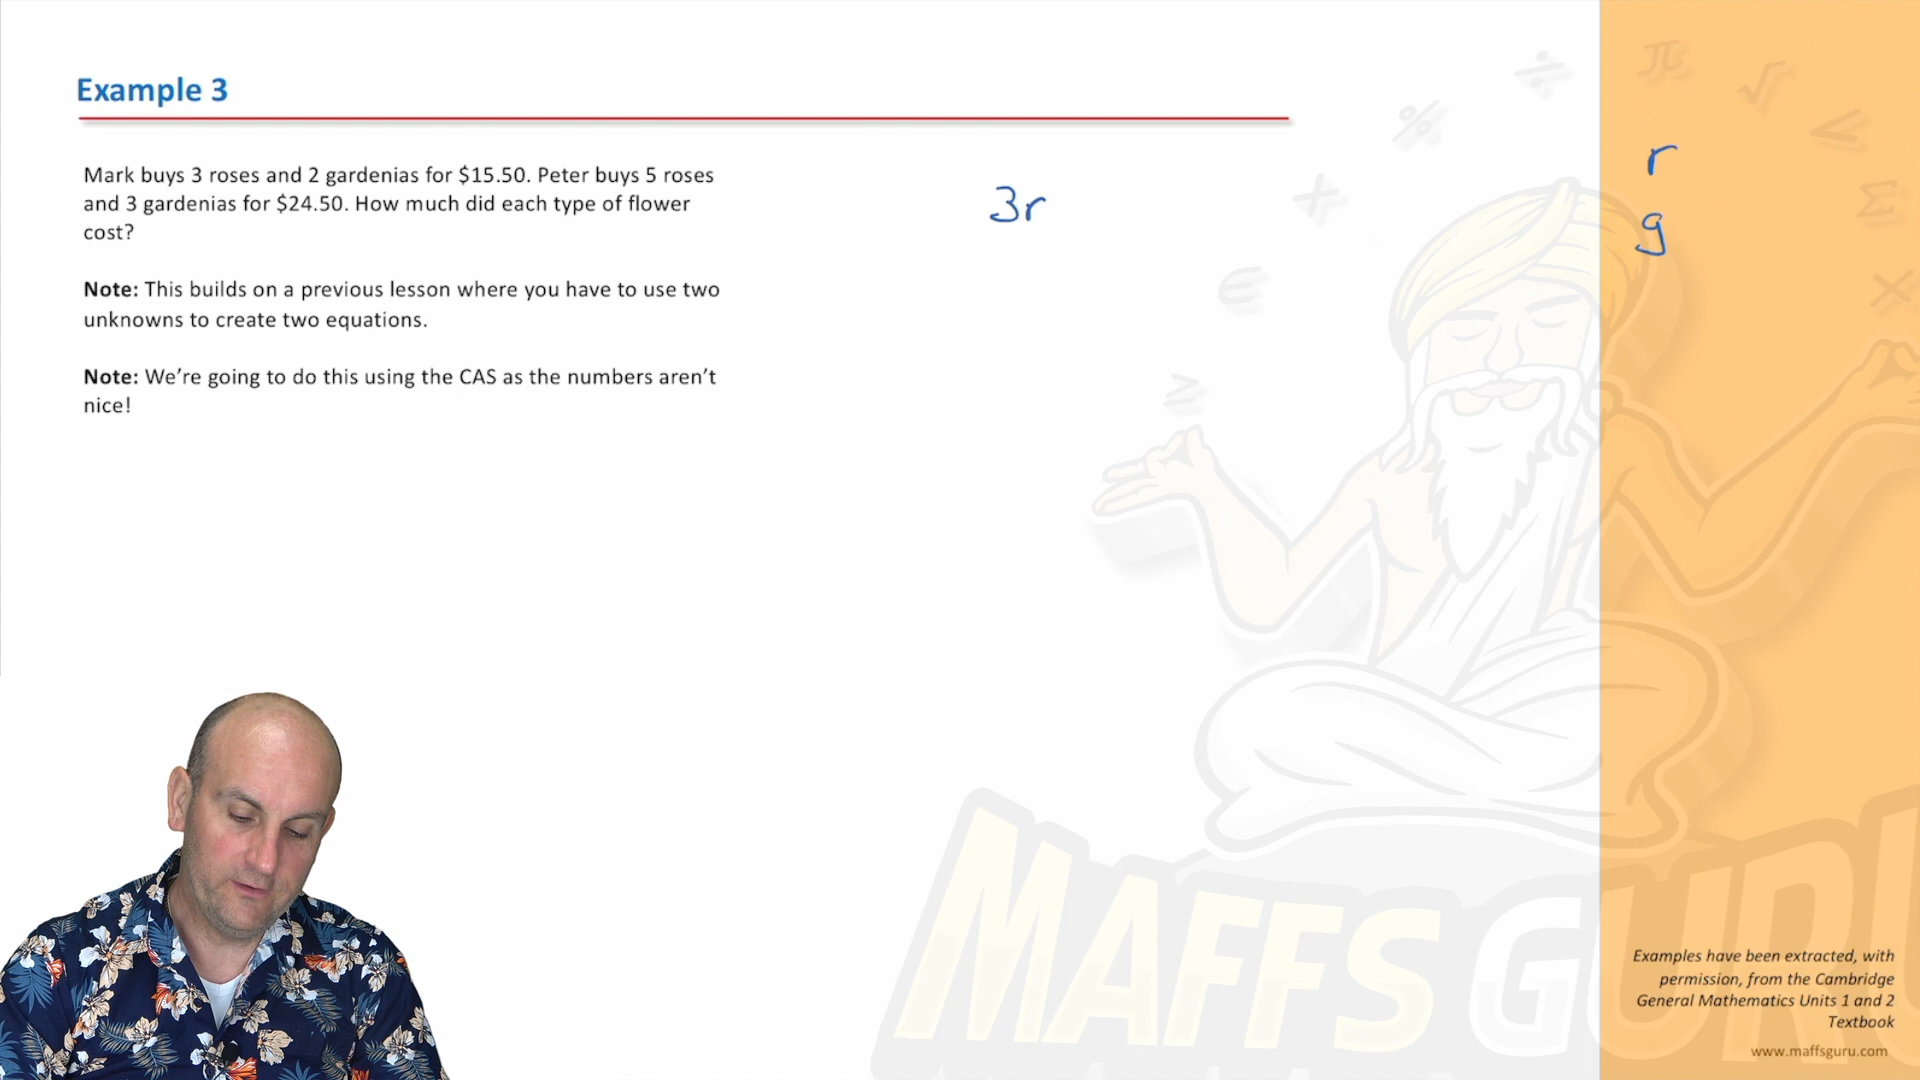 Example 3
Mark buys 3 roses and 2 gardenias for $15.50. Peter buys 5 roses
and 3 gardenias for $24.50. How much did each type of flower
cost?
Note: This builds on a previous lesson where you have to use two
unknowns to create two equations.
Note: We’re going to do this using the CAS as the numbers aren’t
nice!
3r
r
g
÷
π
√
%
≤
+
Σ
∈
×
≥
MAFFS GURU
Examples have been extracted, with
permission, from the Cambridge
General Mathematics Units 1 and 2
Textbook
www.maffsguru.com